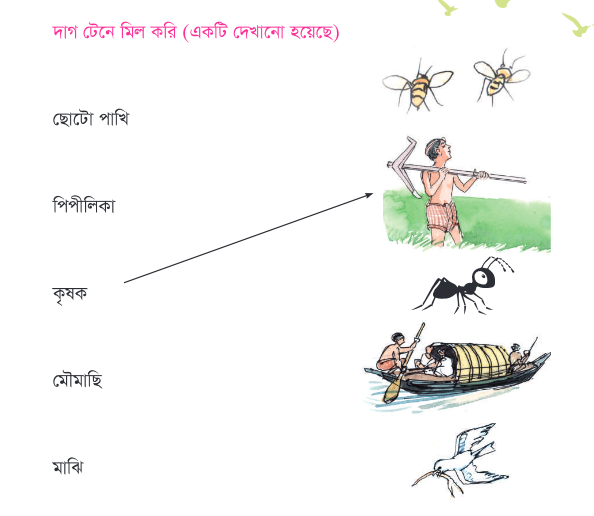 দাগ টেনে মিল করি (একটি দেখানো হয়েছে)
ছোটো পাখি
পিপীলিকা
কৃষক
মৌমাছি
মাঝি